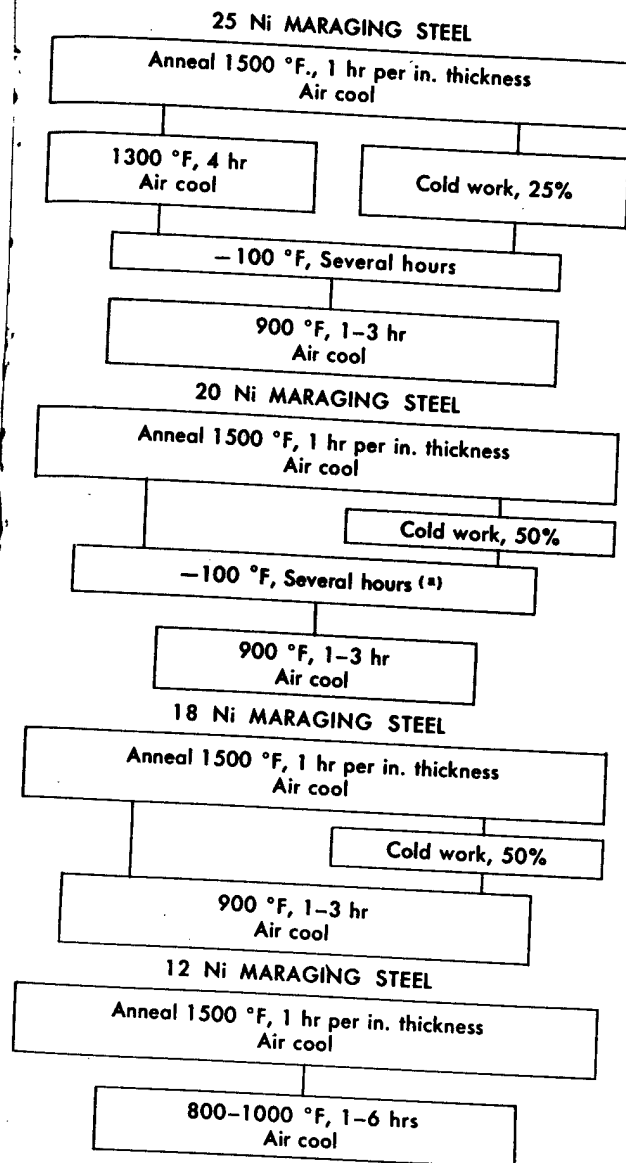 25 Ni MARAGING STEEL
Anneal 1500 °F., 1 hr per in. thickness
Air cool
1300 °F, 4 hr
Air cool
Cold work, 25%
—100 °F, Several hours
900 °F, 1–3 hr
Air cool
20 Ni MARAGING STEEL
Anneal 1500 °F, 1 hr per in. thickness
Air cool
Cold work, 50%
—100 °F, Several hours (a)
900 °F, 1–3 hr
Air cool
18 Ni MARAGING STEEL
Anneal 1500 °F, 1 hr per in. thickness
Air cool
Cold work, 50%
900 °F, 1–3 hr
Air cool
12 Ni MARAGING STEEL
Anneal 1500 °F, 1 hr per in. thickness
Air cool
800–1000 °F, 1–6 hrs
Air cool